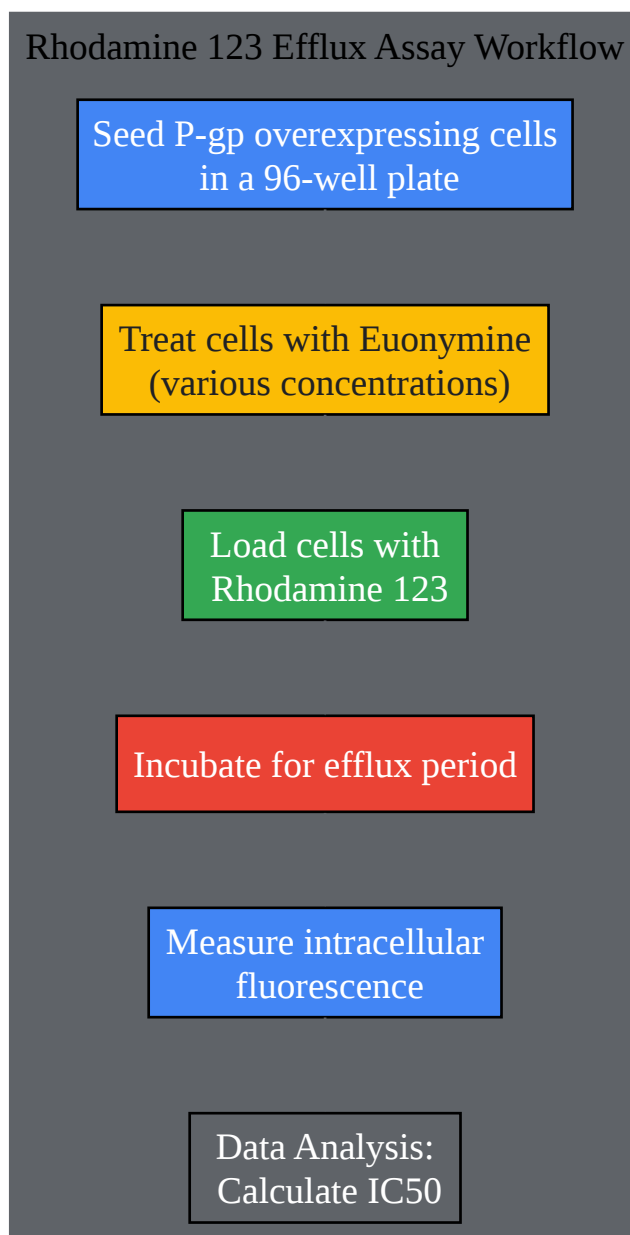 Rhodamine 123 Efflux Assay Workflow
Seed P-gp overexpressing cells
in a 96-well plate
Treat cells with Euonymine
(various concentrations)
Load cells with
Rhodamine 123
Incubate for efflux period
Measure intracellular
fluorescence
Data Analysis:
Calculate IC50